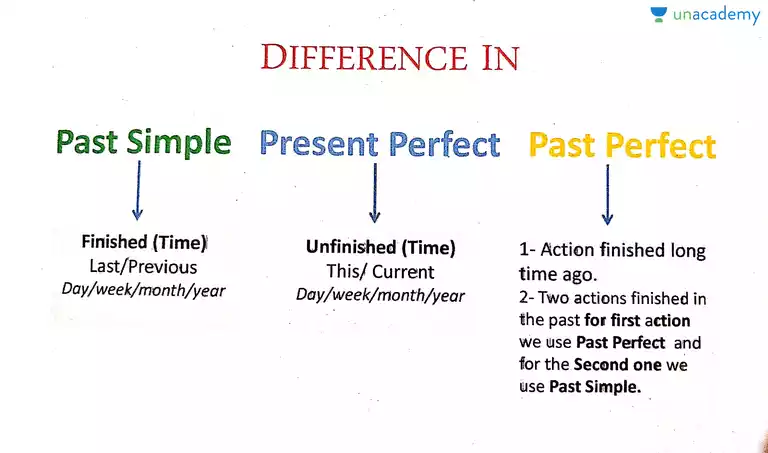 unacademy
DIFFERENCE IN
Past Simple
Finished (Time)
Last/Previous
Day/week/month/year
Present Perfect
Unfinished (Time)
This/ Current
Day/week/month/year
Past Perfect
1- Action finished long
time ago.
2- Two actions finished in
the past for first action
we use Past Perfect and
for the Second one we
use Past Simple.